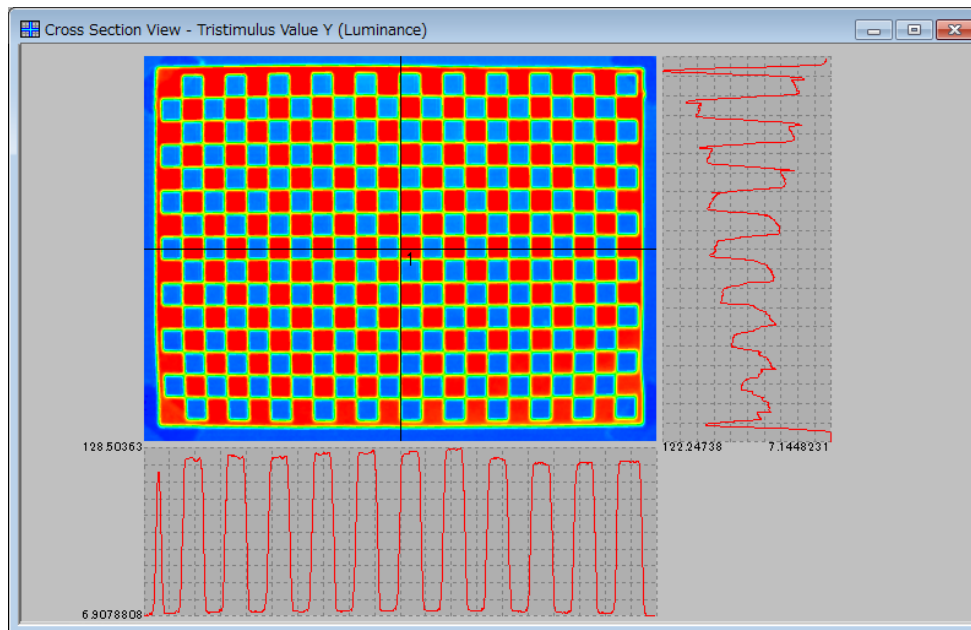 Cross Section View - Tristimulus Value Y (Luminance)
1
128.50363
122.24738 7.1448231
6.9078808